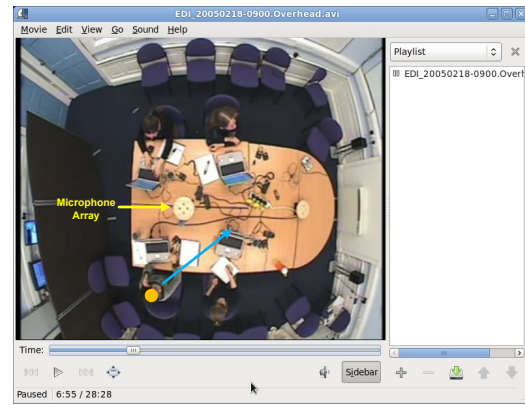 EDI_20050218-0900.Overhead.avi
Movie Edit View Go Sound Help
Playlist
EDI_20050218-0900.Overh
Microphone
Array
Time:
Sidebar
Paused 6:55 / 28:28